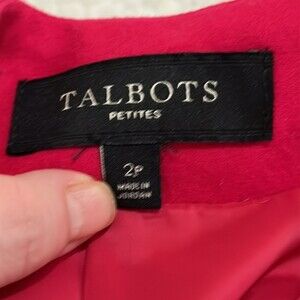 TALBOTS
PETITES
2P
MADE IN
JORDAN